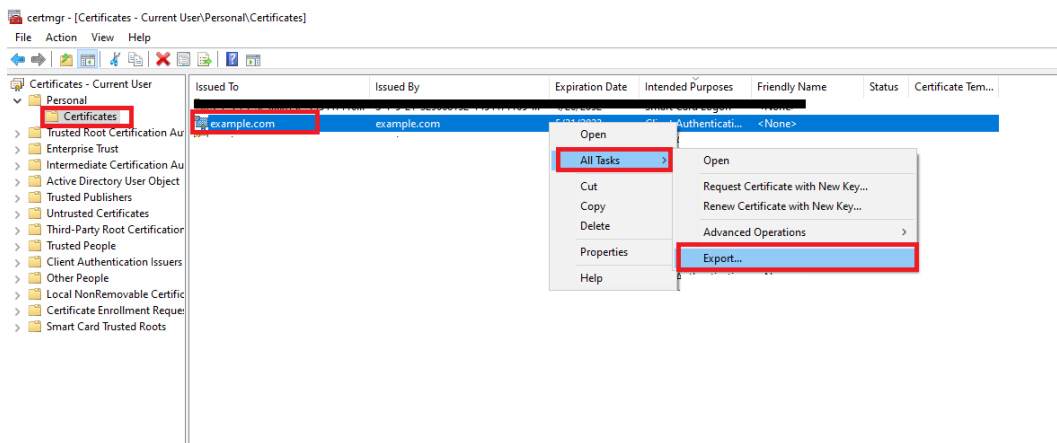 certmgr - [Certificates - Current User\Personal\Certificates]
File Action View Help
Certificates - Current User
Personal
Certificates
Trusted Root Certification Au
Enterprise Trust
Intermediate Certification Au
Active Directory User Object
Trusted Publishers
Untrusted Certificates
Third-Party Root Certification
Trusted People
Client Authentication Issuers
Other People
Local NonRemovable Certific
Certificate Enrollment Reques
Smart Card Trusted Roots
Issued To Issued By Expiration Date Intended Purposes Friendly Name Status Certificate Tem...
example.com example.com Client Authenticati... <None>
Open
All Tasks
Cut
Copy
Delete
Properties
Help
Open
Request Certificate with New Key...
Renew Certificate with New Key...
Advanced Operations
Export...